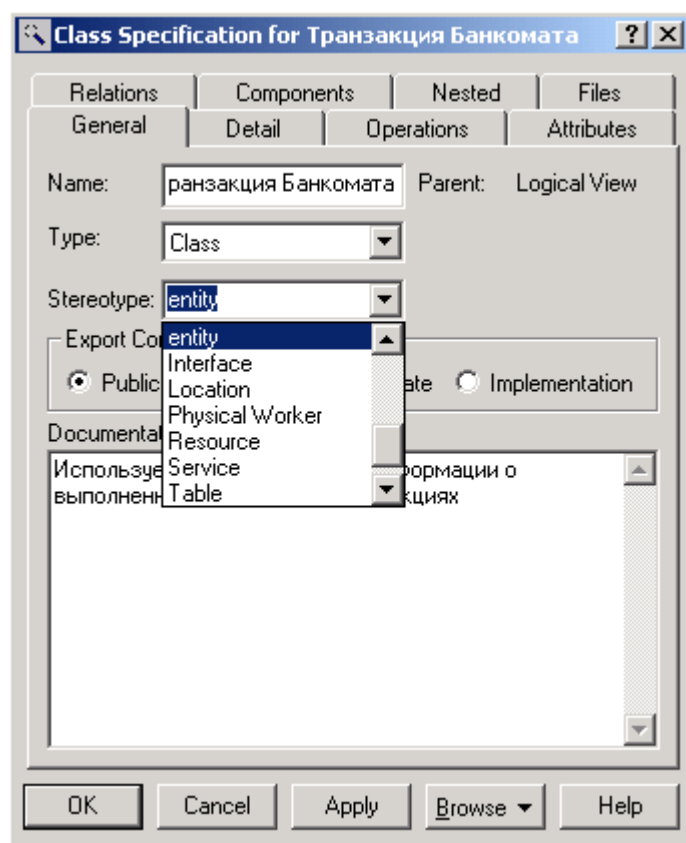 Class Specification for Транзакция Банкомата
Relations Components Nested Files
General Detail Operations Attributes
Name: ранзакция Банкомата Parent: Logical View
Type: Class
Stereotype: entity
Export Co
entity
Interface
Public Location ate Implementation
Physical Worker
Documenta Resource
Используе Service ормации о
выполненн Table кциях
OK Cancel Apply Browse Help